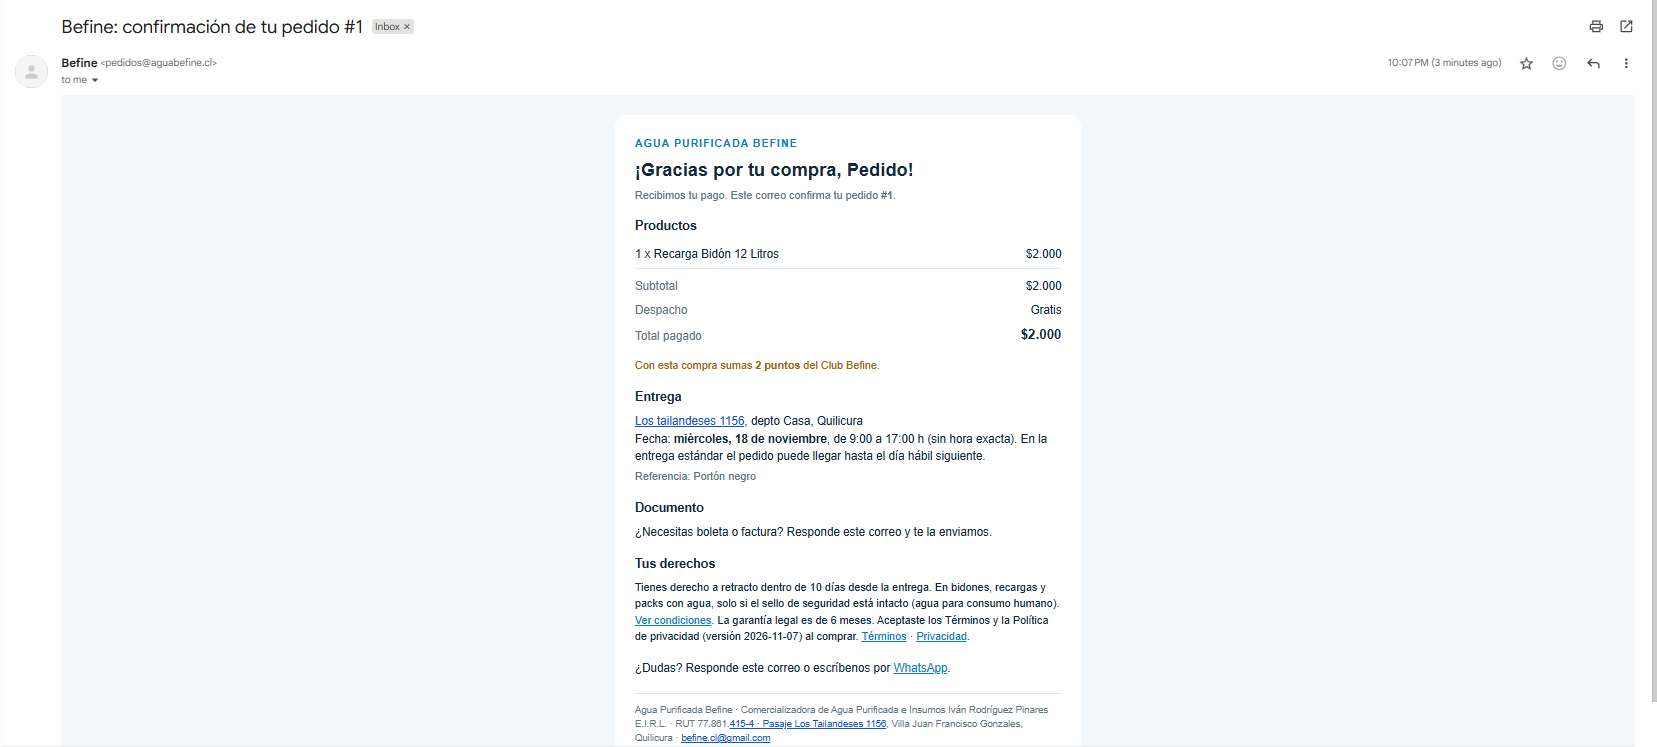 Befine: confirmación de tu pedido #1 Inbox ×
Befine <pedidos@aguabefine.cl> 10:07 PM (3 minutes ago)
to me
AGUA PURIFICADA BEFINE
¡Gracias por tu compra, Pedido!
Recibimos tu pago. Este correo confirma tu pedido #1.
Productos
1 x Recarga Bidón 12 Litros $2.000
Subtotal $2.000
Despacho Gratis
Total pagado $2.000
Con esta compra sumas 2 puntos del Club Befine.
Entrega
Los tailandeses 1156, depto Casa, Quilicura
Fecha: miércoles, 18 de noviembre, de 9:00 a 17:00 h (sin hora exacta). En la
entrega estándar el pedido puede llegar hasta el día hábil siguiente.
Referencia: Portón negro
Documento
¿Necesitas boleta o factura? Responde este correo y te la enviamos.
Tus derechos
Tienes derecho a retracto dentro de 10 días desde la entrega. En bidones, recargas y
packs con agua, solo si el sello de seguridad está intacto (agua para consumo humano).
Ver condiciones. La garantía legal es de 6 meses. Aceptaste los Términos y la Política
de privacidad (versión 2026-11-07) al comprar. Términos · Privacidad.
¿Dudas? Responde este correo o escríbenos por WhatsApp.
Agua Purificada Befine · Comercializadora de Agua Purificada e Insumos Iván Rodríguez Pinares
E.I.R.L. · RUT 77.861.415-4 · Pasaje Los Tailandeses 1156, Villa Juan Francisco Gonzales,
Quilicura · befine.cl@gmail.com